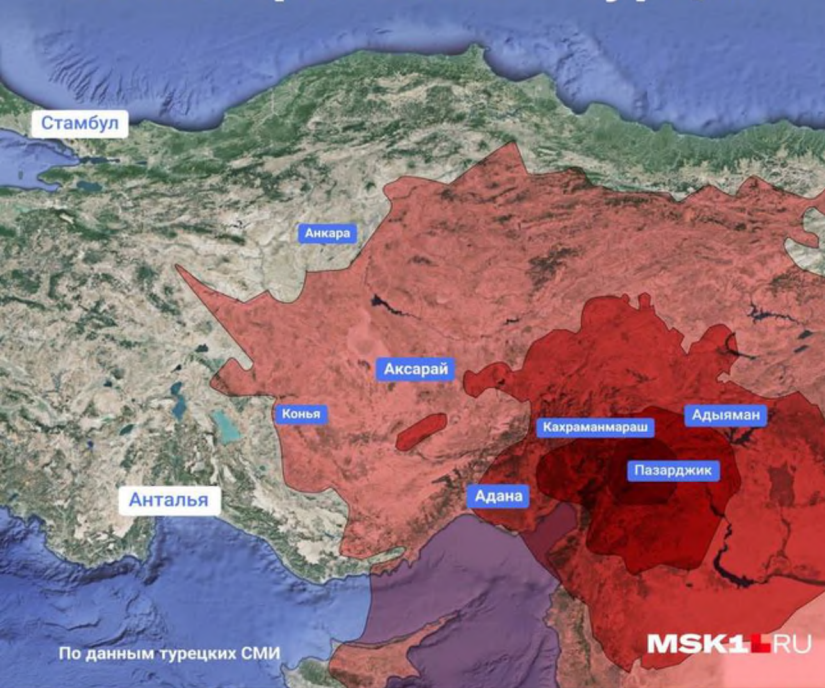 Стамбул
Анкара
Аксарай
Конья
Адыяман
Кахраманмараш
Пазарджик
Анталья
Адана
MSK1.RU
По данным турецких СМИ